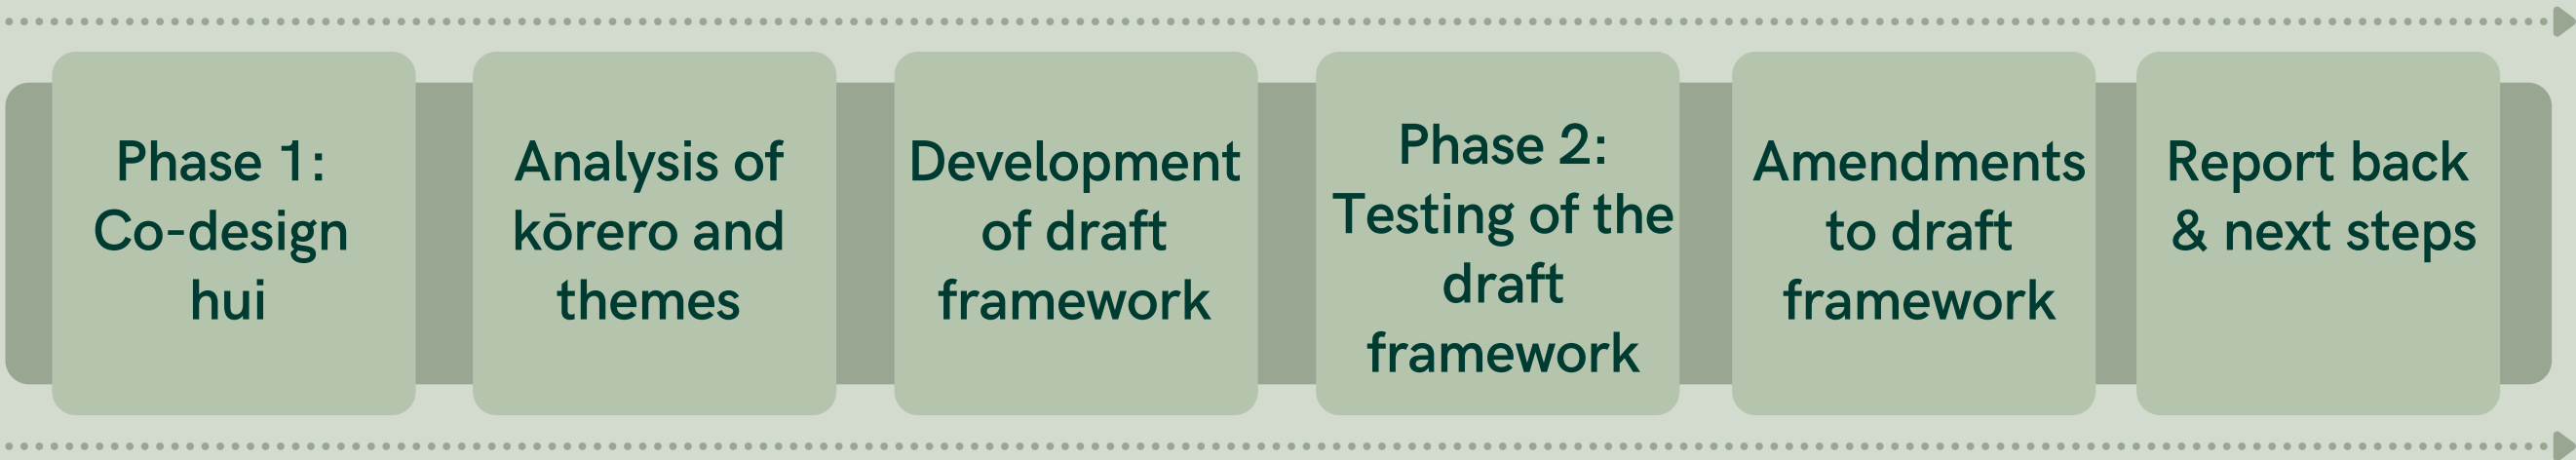 Phase 1:
Co-design
hui
Analysis of
kōrero and
themes
Development
of draft
framework
Phase 2:
Testing of the
draft
framework
Amendments
to draft
framework
Report back
& next steps